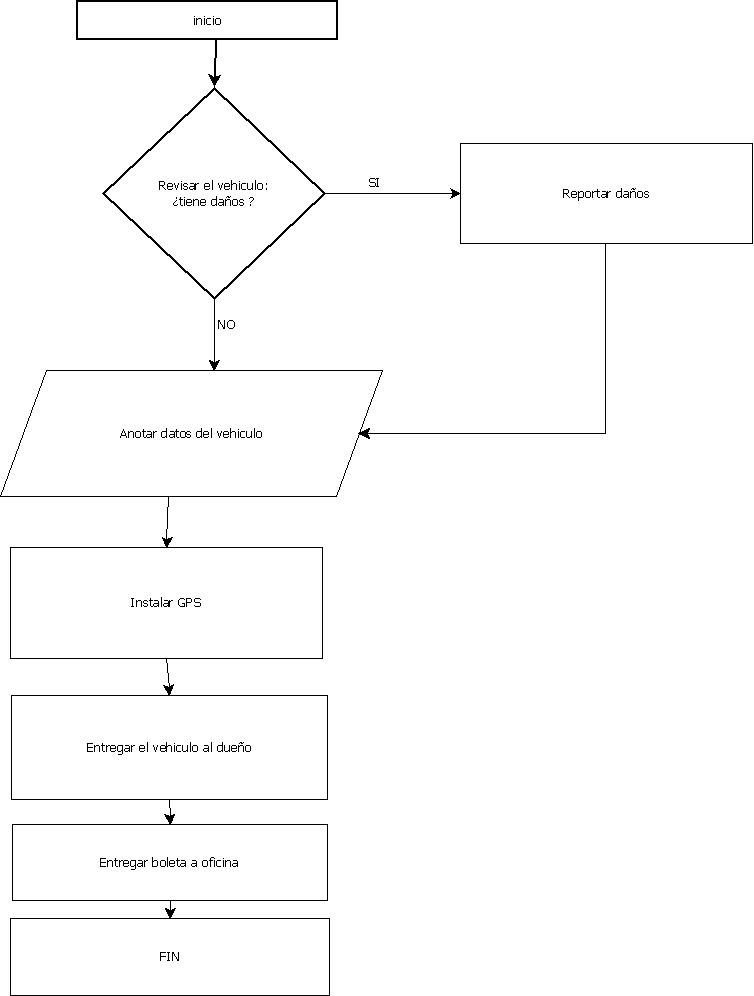 inicio
Revisar el vehiculo:
¿tiene daños ?
SI
Reportar daños
NO
Anotar datos del vehiculo
Instalar GPS
Entregar el vehiculo al dueño
Entregar boleta a oficina
FIN